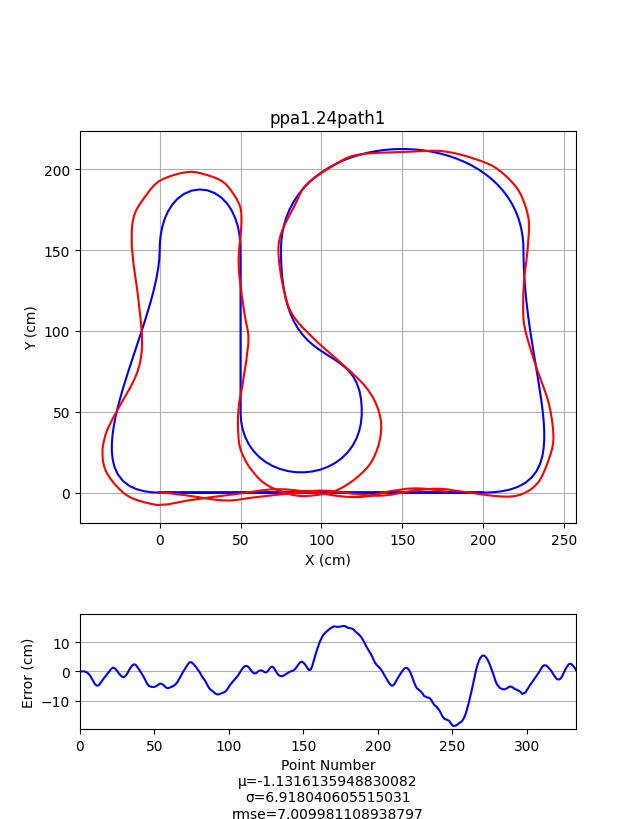 ppa1.24path1
200
150
100
50
0
Y (cm)
0
50
100
150
200
250
X (cm)
10
0
−10
Error (cm)
0
50
100
150
200
250
300
Point Number
μ=-1.1316135948830082
σ=6.918040605515031
rmse=7.009981108938797